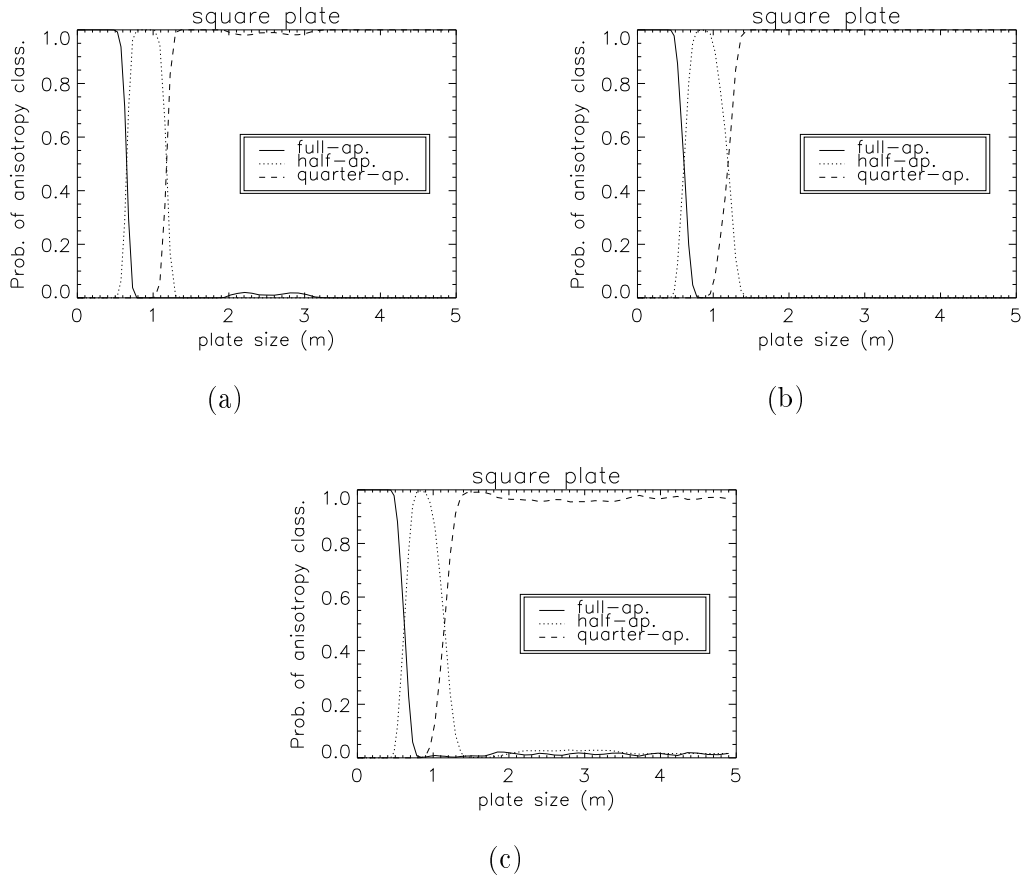 square plate
Prob. of anisotropy class.
1.0
0.8
0.6
0.4
0.2
0.0
full-ap.
half-ap.
quarter-ap.
0 1 2 3 4 5
plate size (m)
(a)
square plate
Prob. of anisotropy class.
1.0
0.8
0.6
0.4
0.2
0.0
full-ap.
half-ap.
quarter-ap.
0 1 2 3 4 5
plate size (m)
(b)
square plate
Prob. of anisotropy class.
1.0
0.8
0.6
0.4
0.2
0.0
full-ap.
half-ap.
quarter-ap.
0 1 2 3 4 5
plate size (m)
(c)